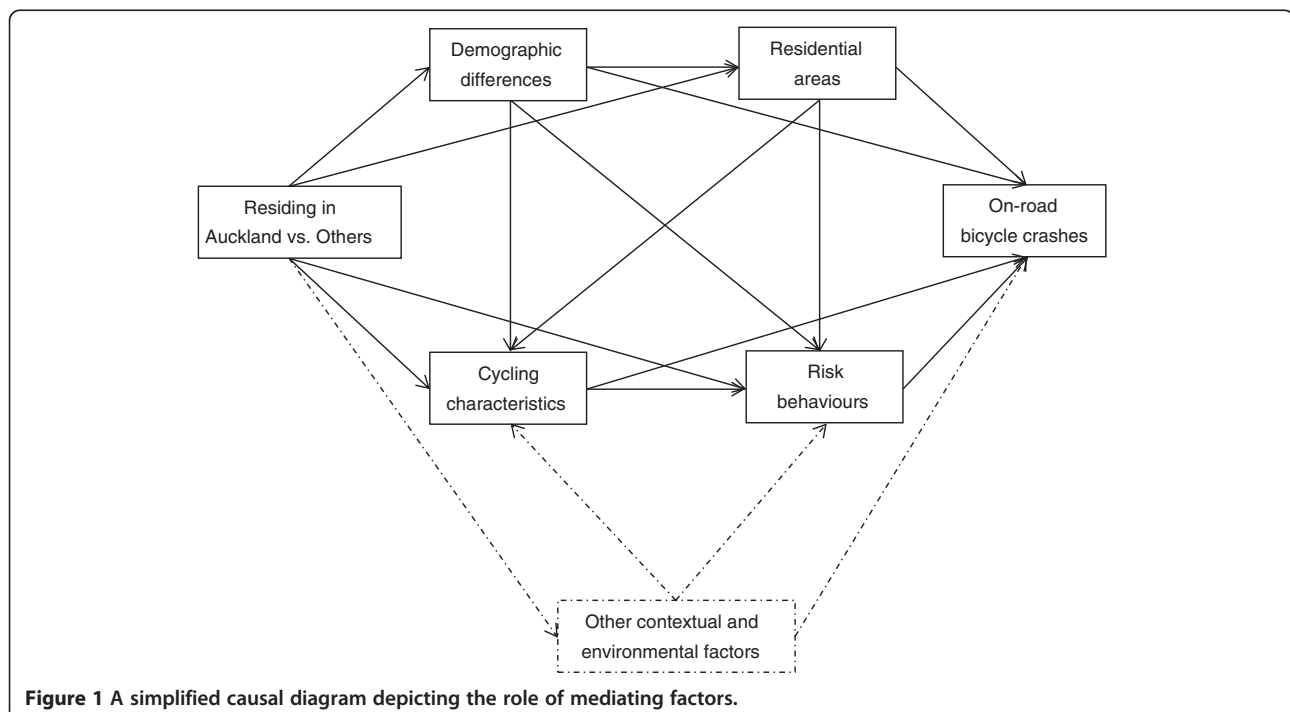 Demographic
differences
Residential
areas
Residing in
Auckland vs. Others
On-road
bicycle crashes
Cycling
characteristics
Risk
behaviours
Other contextual and
environmental factors
Figure 1 A simplified causal diagram depicting the role of mediating factors.